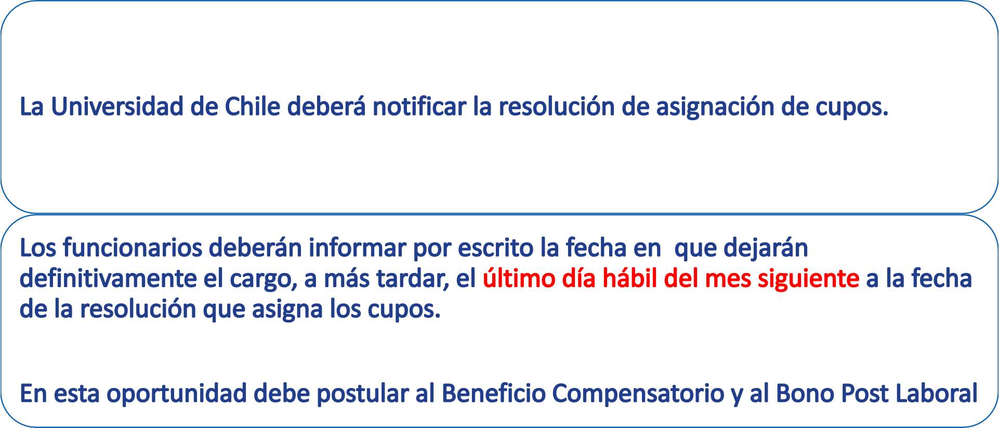 La Universidad de Chile deberá notificar la resolución de asignación de cupos.
Los funcionarios deberán informar por escrito la fecha en  que dejarán
definitivamente el cargo, a más tardar, el último día hábil del mes siguiente a la fecha
de la resolución que asigna los cupos.
En esta oportunidad debe postular al Beneficio Compensatorio y al Bono Post Laboral